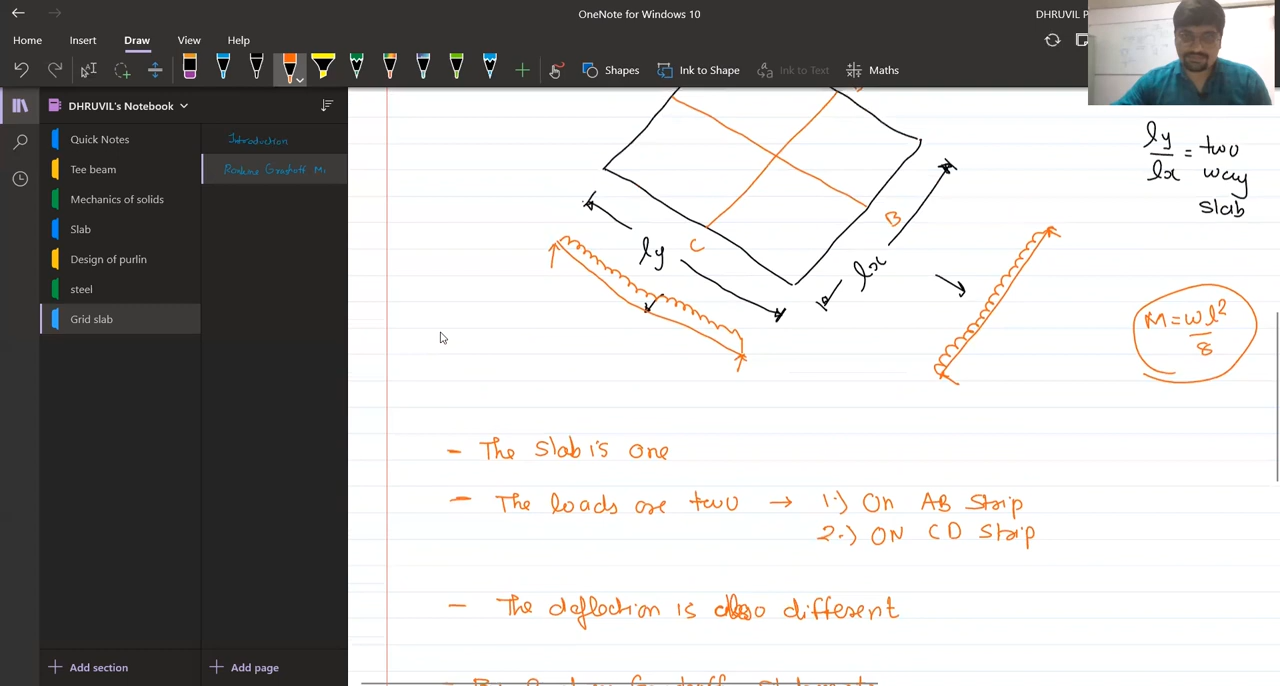 OneNote for Windows 10
DHRUVIL P
Home Insert Draw View Help
Shapes Ink to Shape Ink to Text Maths
DHRUVIL's Notebook
Quick Notes
Tee beam
Mechanics of solids
Slab
Design of purlin
steel
Grid slab
Introduction
Rankine Grashoff M
Add section
Add page
ly/lx = two way slab
C
B
ly
lx
M = wl²/8
- The slab is one
- The loads are two → 1.) On AB Strip
2.) ON CD Strip
- The deflection is also different